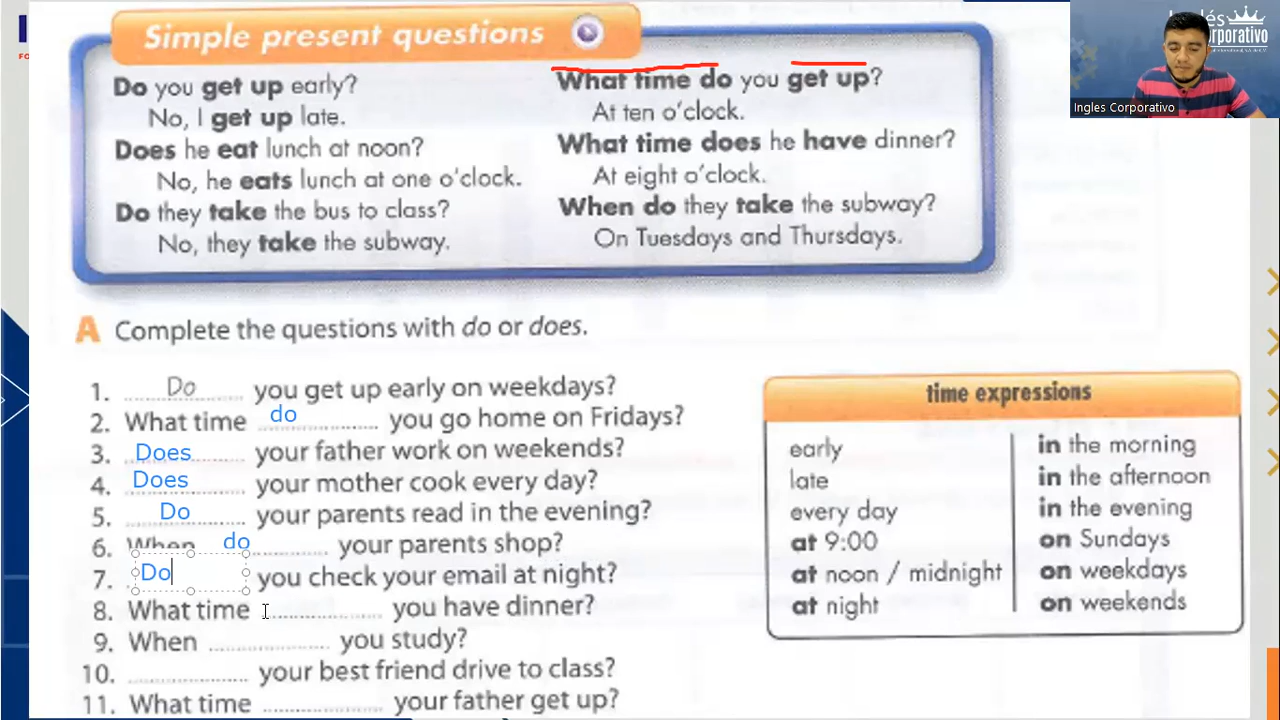 Simple present questions
Do you get up early?
No, I get up late.
Does he eat lunch at noon?
No, he eats lunch at one o'clock.
Do they take the bus to class?
No, they take the subway.
What time do you get up?
At ten o'clock.
What time does he have dinner?
At eight o'clock.
When do they take the subway?
On Tuesdays and Thursdays.
Corporativo
Ingles Corporativo
A Complete the questions with do or does.
1. Do you get up early on weekdays?
2. What time do you go home on Fridays?
3. Does your father work on weekends?
4. Does your mother cook every day?
5. Do your parents read in the evening?
6. When do your parents shop?
7. Do you check your email at night?
8. What time ............ you have dinner?
9. When ............ you study?
10. ............ your best friend drive to class?
11. What time ............ your father get up?
time expressions
early
late
every day
at 9:00
at noon / midnight
at night
in the morning
in the afternoon
in the evening
on Sundays
on weekdays
on weekends